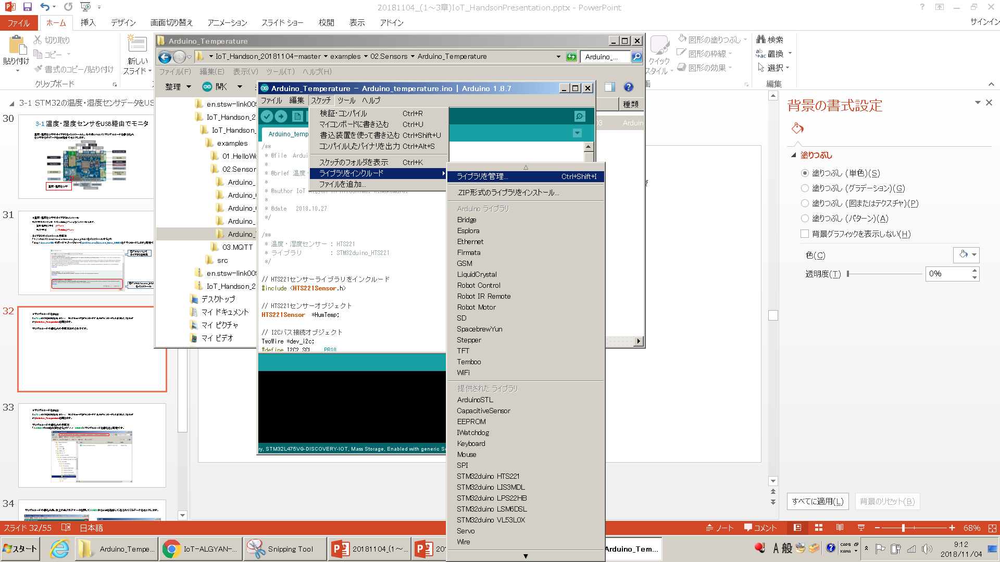 20181104_(1～3章)IoT_HandsonPresentation.pptx - PowerPoint
ファイル ホーム 挿入 デザイン 画面切り替え アニメーション スライド ショー 校閲 表示 アドイン サインイン
貼り付け
切り取り
コピー
書式のコピー/貼り付け
クリップボード
新しい
スライド
クイック
スタイル
図形の塗りつぶし
図形の枠線
図形の効果
検索
置換
選択
編集
3-1 STM32の温度・湿度センサデータをUS
30
3-1 温度・湿度センサをUSB経由でモニタ
31
32
33
34
Arduino_Temperature
IoT_Handson_20181104-master examples 02.Sensors Arduino_Temperature
Arduino_...
ファイル(F) 編集(E) 表示(V) ツール(T) ヘルプ(H)
整理 開く
種類
Arduin
en.stsw-link009
IoT_Handson_2
IoT_Handson_
examples
01.HelloWo
02.Sensor
Arduino_
Arduino_
Arduino_
Arduino_
Arduino_
03.MQTT
src
en.stsw-link009
IoT_Handson_2
デスクトップ
マイ ドキュメント
マイ ピクチャ
マイ ビデオ
Arduino_Temperature - Arduino_temperature.ino | Arduino 1.8.7
ファイル 編集 スケッチ ツール ヘルプ
Arduino_temp
検証・コンパイル Ctrl+R
マイコンボードに書き込む Ctrl+U
書込装置を使って書き込む Ctrl+Shift+U
コンパイルしたバイナリを出力 Ctrl+Alt+S
スケッチのフォルダを表示 Ctrl+K
ライブラリをインクルード
ファイルを追加...
/**
* @file Ardui
*
* @brief 温度・
*
* @author IoT Algyan in Hiroshima. K.Nakamura.
*
* @date 2018.10.27
*/
/**
* 温度・湿度センサー : HTS221
* ライブラリ : STM32duino_HTS221
*/
// HTS221センサーライブラリをインクルード
#include <HTS221Sensor.h>
// HTS221センサーオブジェクト
HTS221Sensor *HumTemp;
// I2Cバス接続オブジェクト
TwoWire *dev_i2c;
#define I2C2_SCL PB10
ry, STM32L475VG-DISCOVERY-IOT, Mass Storage, Enabled with generic Se
ライブラリを管理... Ctrl+Shift+I
.ZIP形式のライブラリをインストール...
Arduino ライブラリ
Bridge
Esplora
Ethernet
Firmata
GSM
LiquidCrystal
Robot Control
Robot IR Remote
Robot Motor
SD
SpacebrewYun
Stepper
TFT
Temboo
WiFi
提供された ライブラリ
ArduinoSTL
CapacitiveSensor
EEPROM
IWatchdog
Keyboard
Mouse
SPI
STM32duino HTS221
STM32duino LIS3MDL
STM32duino LPS22HB
STM32duino LSM6DSL
STM32duino VL53L0X
Servo
Wire
背景の書式設定
塗りつぶし
塗りつぶし (単色)(S)
塗りつぶし (グラデーション)(G)
塗りつぶし (図またはテクスチャ)(P)
塗りつぶし (パターン)(A)
背景グラフィックを表示しない(H)
色(C)
透明度(T) 0%
すべてに適用(L) 背景のリセット(B)
スライド 32/55 日本語 ノート コメント 68%
スタート Arduino_Tempe... IoT-ALGYAN-... Snipping Tool 20181104_(1～... 20 Arduino_Tem...
A 般 CAPS KANA
9:12
2018/11/04